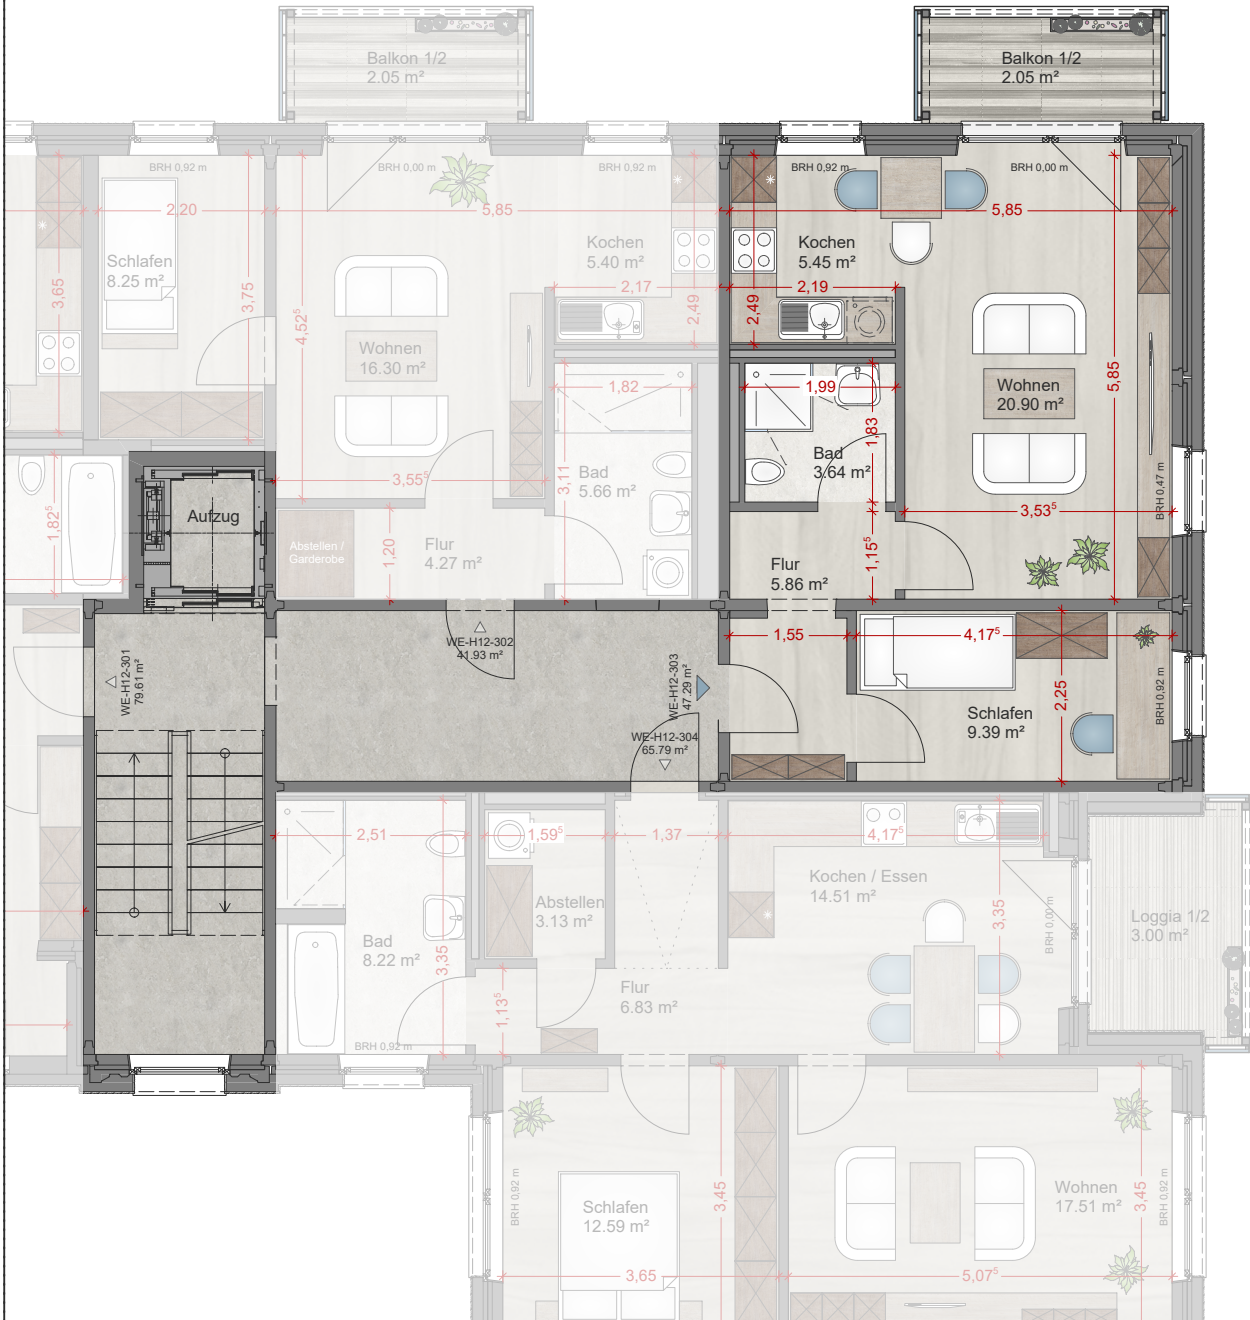 Balkon 1/2
2.05 m²
Balkon 1/2
2.05 m²
BRH 0,92 m
BRH 0,00 m
BRH 0,92 m
BRH 0,92 m
BRH 0,00 m
2,20
5,85
5,85
Schlafen
8.25 m²
Kochen
5.40 m²
Kochen
5.45 m²
3,65
3,75
4,52⁵
2,17
2,49
2,49
2,19
Wohnen
16.30 m²
Wohnen
20.90 m²
5,85
1,82
1,99
1,83
Bad
3.64 m²
Bad
5.66 m²
3,55⁵
3,11
BRH 0,47 m
3,53⁵
Aufzug
1,82⁵
Abstellen /
Garderobe
1,20
Flur
4.27 m²
1,15⁵
Flur
5.86 m²
WE-H12-301
79.61 m²
WE-H12-302
41.93 m²
WE-H12-303
47.29 m²
WE-H12-304
65.79 m²
1,55
4,17⁵
2,25
BRH 0,92 m
Schlafen
9.39 m²
2,51
1,59⁵
1,37
4,17⁵
Kochen / Essen
14.51 m²
Abstellen
3.13 m²
3,35
BRH 0,00 m
Loggia 1/2
3.00 m²
Bad
8.22 m²
3,35
Flur
6.83 m²
1,13⁵
BRH 0,92 m
BRH 0,92 m
Schlafen
12.59 m²
3,45
Wohnen
17.51 m²
3,45
BRH 0,92 m
3,65
5,07⁵